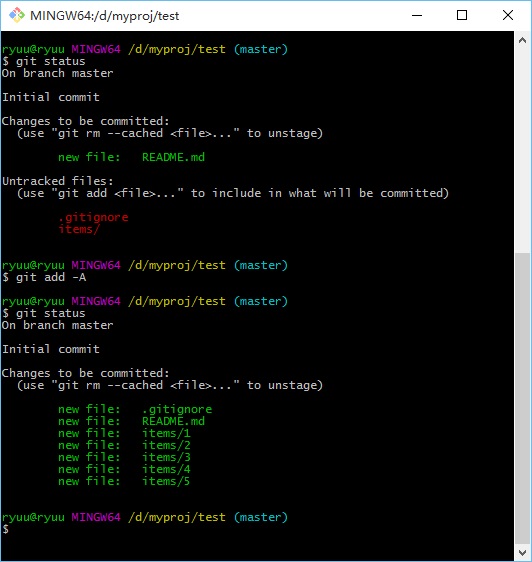 MINGW64:/d/myproj/test
ryuu@ryuu MINGW64 /d/myproj/test (master)
$ git status
On branch master
Initial commit
Changes to be committed:
  (use "git rm --cached <file>..." to unstage)
        new file:   README.md
Untracked files:
  (use "git add <file>..." to include in what will be committed)
        .gitignore
        items/
ryuu@ryuu MINGW64 /d/myproj/test (master)
$ git add -A
ryuu@ryuu MINGW64 /d/myproj/test (master)
$ git status
On branch master
Initial commit
Changes to be committed:
  (use "git rm --cached <file>..." to unstage)
        new file:   .gitignore
        new file:   README.md
        new file:   items/1
        new file:   items/2
        new file:   items/3
        new file:   items/4
        new file:   items/5
ryuu@ryuu MINGW64 /d/myproj/test (master)
$